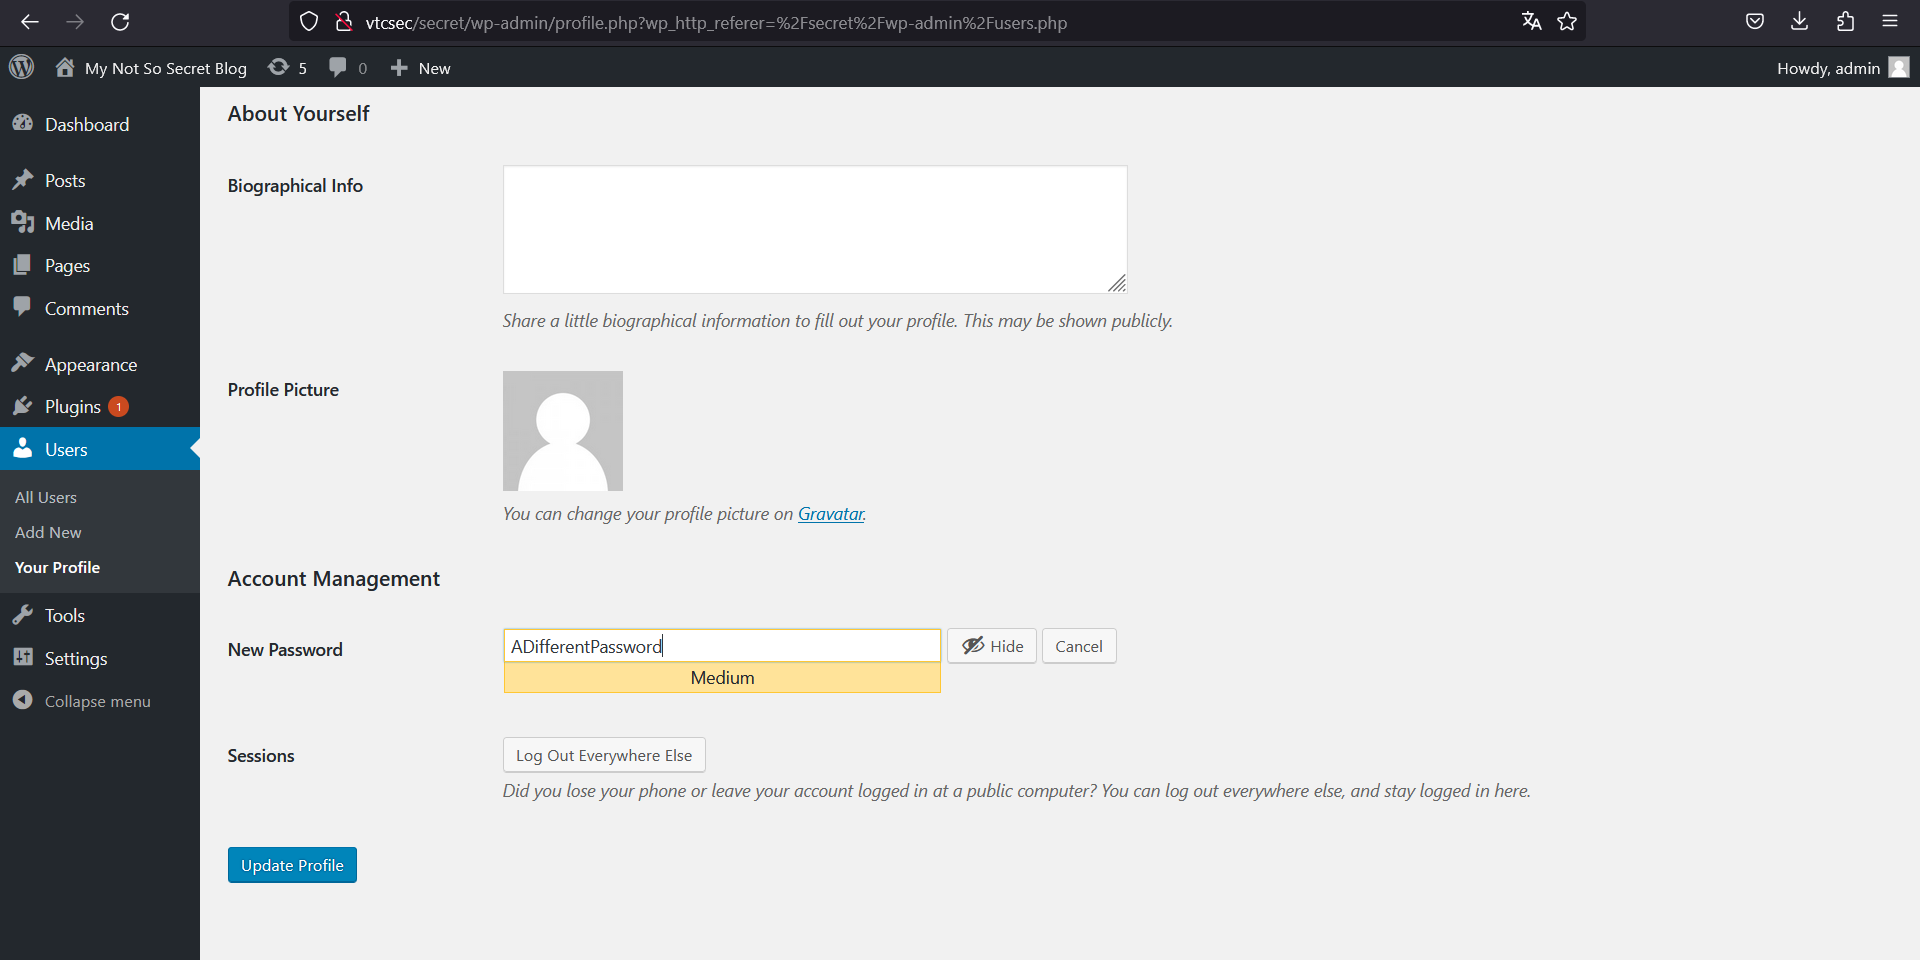 vtcsec/secret/wp-admin/profile.php?wp_http_referer=%2Fsecret%2Fwp-admin%2Fusers.php
My Not So Secret Blog 5 0 New Howdy, admin
Dashboard
Posts
Media
Pages
Comments
Appearance
Plugins 1
Users
All Users
Add New
Your Profile
Tools
Settings
Collapse menu
About Yourself
Biographical Info
Share a little biographical information to fill out your profile. This may be shown publicly.
Profile Picture
You can change your profile picture on Gravatar.
Account Management
New Password ADifferentPassword Hide Cancel
Medium
Sessions Log Out Everywhere Else
Did you lose your phone or leave your account logged in at a public computer? You can log out everywhere else, and stay logged in here.
Update Profile